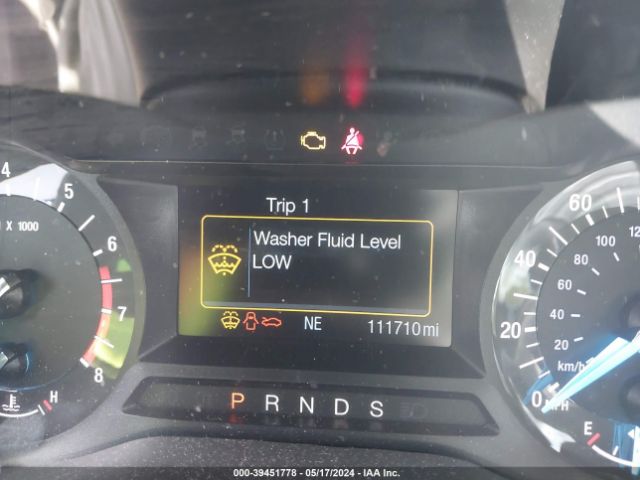 4
5
X 1000
6
7
8
H
Trip 1
Washer Fluid Level
LOW
NE 111710mi
P R N D S
60
40
20
0
MPH
100
80
60
40
20
km/h
E
000-39451778 - 05/17/2024 - IAA Inc.